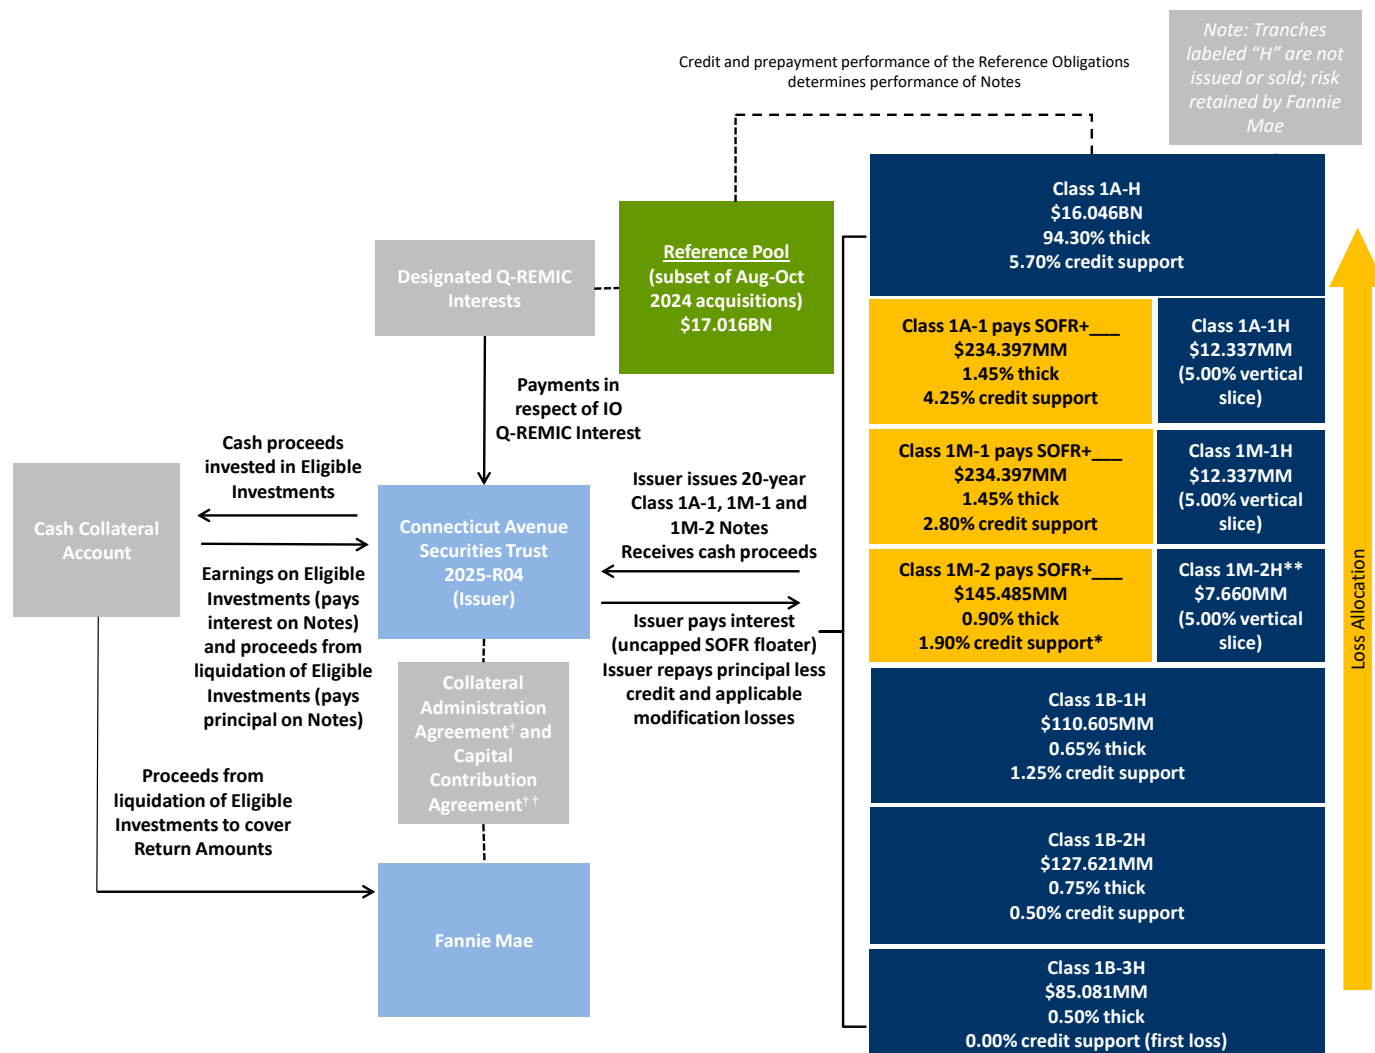 Note: Tranches
labeled “H” are not
issued or sold; risk
retained by Fannie
Mae
Credit and prepayment performance of the Reference Obligations
determines performance of Notes
Class 1A-H
$16.046BN
94.30% thick
5.70% credit support
Reference Pool
(subset of Aug-Oct
2024 acquisitions)
$17.016BN
Designated Q-REMIC
Interests
Class 1A-1 pays SOFR+___
$234.397MM
1.45% thick
4.25% credit support
Class 1A-1H
$12.337MM
(5.00% vertical
slice)
Payments in
respect of IO
Q-REMIC Interest
Cash proceeds
invested in Eligible
Investments
Class 1M-1 pays SOFR+___
$234.397MM
1.45% thick
2.80% credit support
Class 1M-1H
$12.337MM
(5.00% vertical
slice)
Issuer issues 20-year
Class 1A-1, 1M-1 and
1M-2 Notes
Receives cash proceeds
Cash Collateral
Account
Connecticut Avenue
Securities Trust
2025-R04
(Issuer)
Class 1M-2 pays SOFR+___
$145.485MM
0.90% thick
1.90% credit support*
Class 1M-2H**
$7.660MM
(5.00% vertical
slice)
Loss Allocation
Earnings on Eligible
Investments (pays
interest on Notes)
and proceeds from
liquidation of Eligible
Investments (pays
principal on Notes)
Issuer pays interest
(uncapped SOFR floater)
Issuer repays principal less
credit and applicable
modification losses
Collateral
Administration
Agreement† and
Capital
Contribution
Agreement† †
Class 1B-1H
$110.605MM
0.65% thick
1.25% credit support
Proceeds from
liquidation of Eligible
Investments to cover
Return Amounts
Class 1B-2H
$127.621MM
0.75% thick
0.50% credit support
Fannie Mae
Class 1B-3H
$85.081MM
0.50% thick
0.00% credit support (first loss)